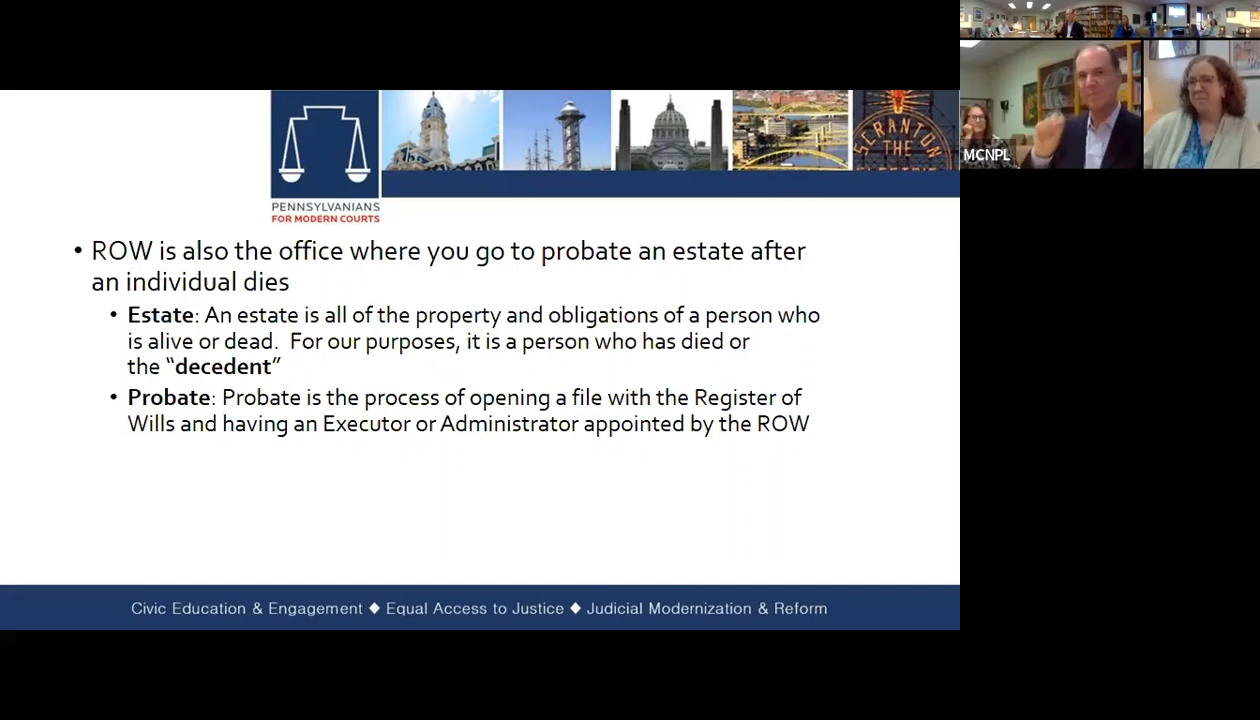 MCNPL
SCRANTON
THE
ELECTRIC
PENNSYLVANIANS
FOR MODERN COURTS
• ROW is also the office where you go to probate an estate after
an individual dies
• Estate: An estate is all of the property and obligations of a person who
is alive or dead. For our purposes, it is a person who has died or
the “decedent”
• Probate: Probate is the process of opening a file with the Register of
Wills and having an Executor or Administrator appointed by the ROW
Civic Education & Engagement ◆ Equal Access to Justice ◆ Judicial Modernization & Reform